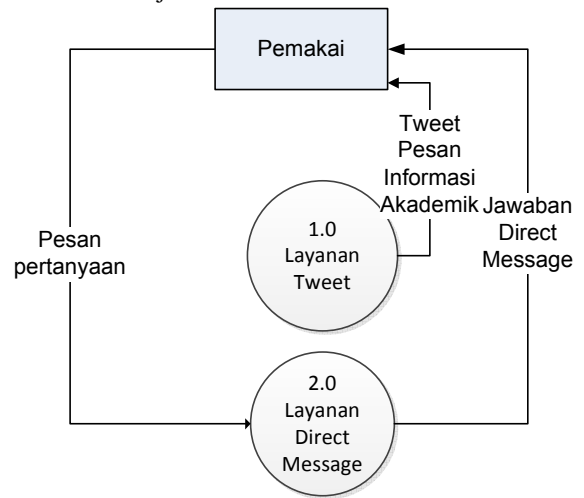 Pemakai
Tweet
Pesan
Informasi
Akademik
Jawaban
Direct
Message
Pesan
pertanyaan
1.0
Layanan
Tweet
2.0
Layanan
Direct
Message